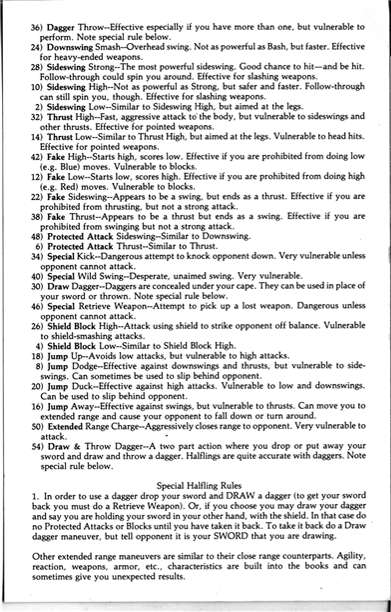 36) Dagger Throw--Effective especially if you have more than one, but vulnerable to
perform. Note special rule below.
24) Downswing Smash--Overhead swing. Not as powerful as Bash, but faster. Effective
for heavy-ended weapons.
28) Sideswing Strong--The most powerful sideswing. Good chance to hit—and be hit.
Follow-through could spin you around. Effective for slashing weapons.
10) Sideswing High--Not as powerful as Strong, but safer and faster. Follow-through
can still spin you, though. Effective for slashing weapons.
2) Sideswing Low--Similar to Sideswing High, but aimed at the legs.
32) Thrust High--Fast, aggressive attack to the body, but vulnerable to sideswings and
other thrusts. Effective for pointed weapons.
14) Thrust Low--Similar to Thrust High, but aimed at the legs. Vulnerable to head hits.
Effective for pointed weapons.
42) Fake High--Starts high, scores low. Effective if you are prohibited from doing low
(e.g. Blue) moves. Vulnerable to blocks.
12) Fake Low--Starts low, scores high. Effective if you are prohibited from doing high
(e.g. Red) moves. Vulnerable to blocks.
22) Fake Sideswing--Appears to be a swing, but ends as a thrust. Effective if you are
prohibited from thrusting, but not a strong attack.
38) Fake Thrust--Appears to be a thrust but ends as a swing. Effective if you are
prohibited from swinging but not a strong attack.
48) Protected Attack Sideswing--Similar to Downswing.
6) Protected Attack Thrust--Similar to Thrust.
34) Special Kick--Dangerous attempt to knock opponent down. Very vulnerable unless
opponent cannot attack.
40) Special Wild Swing--Desperate, unaimed swing. Very vulnerable.
30) Draw Dagger--Daggers are concealed under your cape. They can be used in place of
your sword or thrown. Note special rule below.
46) Special Retrieve Weapon--Attempt to pick up a lost weapon. Dangerous unless
opponent cannot attack.
26) Shield Block High--Attack using shield to strike opponent off balance. Vulnerable
to shield-smashing attacks.
4) Shield Block Low--Similar to Shield Block High.
18) Jump Up--Avoids low attacks, but vulnerable to high attacks.
8) Jump Dodge--Effective against downswings and thrusts, but vulnerable to side-
swings. Can sometimes be used to slip behind opponent.
20) Jump Duck--Effective against high attacks. Vulnerable to low and downswings.
Can be used to slip behind opponent.
16) Jump Away--Effective against swings, but vulnerable to thrusts. Can move you to
extended range and cause your opponent to fall down or turn around.
50) Extended Range Charge--Aggressively closes range to opponent. Very vulnerable to
attack.
54) Draw & Throw Dagger--A two part action where you drop or put away your
sword and draw and throw a dagger. Halflings are quite accurate with daggers. Note
special rule below.
Special Halfling Rules
1. In order to use a dagger drop your sword and DRAW a dagger (to get your sword
back you must do a Retrieve Weapon). Or, if you choose you may draw your dagger
and say you are holding your sword in your other hand, with the shield. In that case do
no Protected Attacks or Blocks until you have taken it back. To take it back do a Draw
dagger maneuver, but tell opponent it is your SWORD that you are drawing.
Other extended range maneuvers are similar to their close range counterparts. Agility,
reaction, weapons, armor, etc., characteristics are built into the books and can
sometimes give you unexpected results.